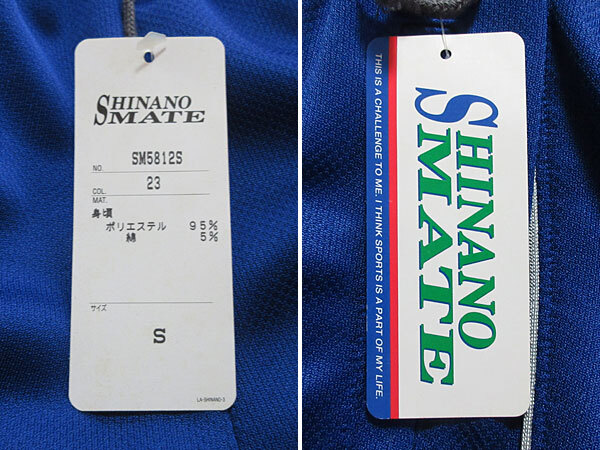 SHINANO
MATE
NO. SM5812S
COL. 23
MAT.
身頃
ポリエステル 95%
綿 5%
サイズ
S
LA-SHINANO-3
THIS IS A CHALLENGE TO ME. I THINK SPORTS IS A PART OF MY LIFE.
SHINANO
MATE